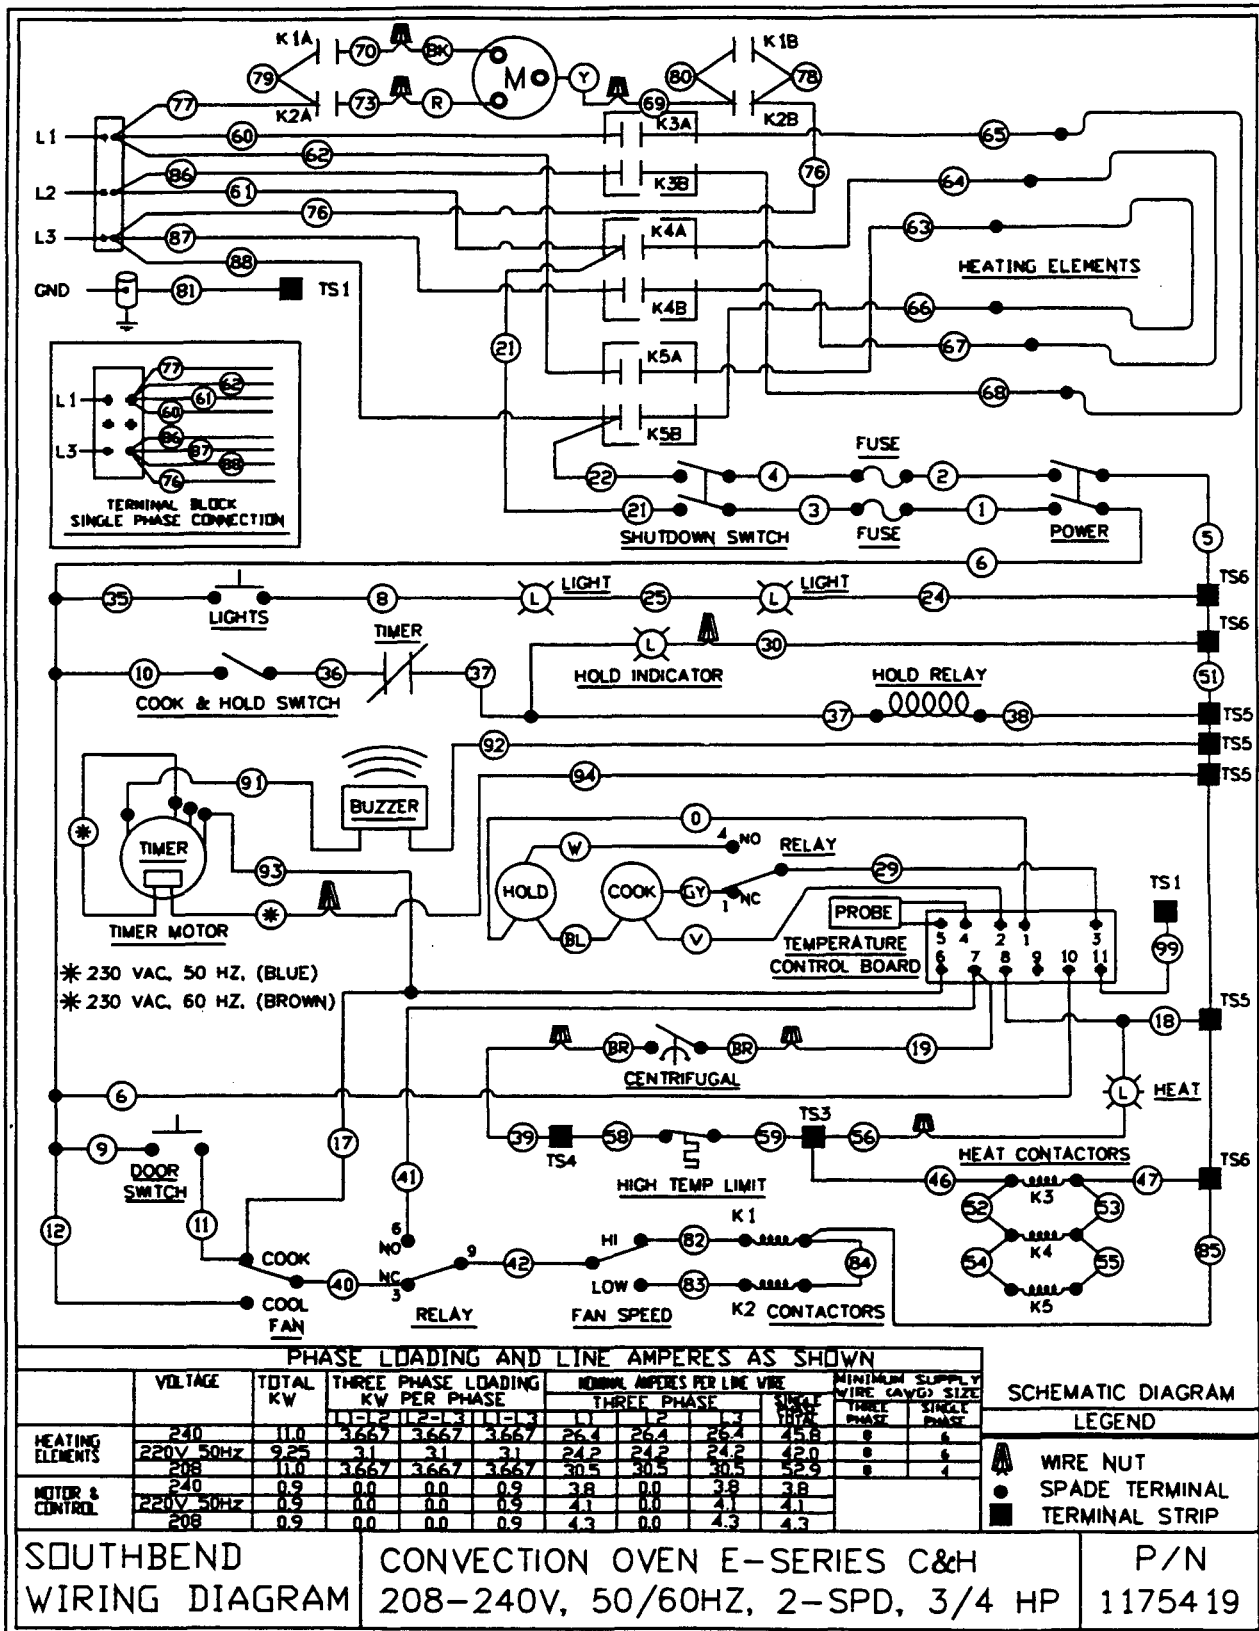 K1A 70 BK M Y 80 K1B 78
79
77 K2A 73 R 69 K2B
L1 60 K3A 65
62
86 K3B 76
L2 61 64
76
L3 87 K4A 63
88 HEATING ELEMENTS
GND 81 TS1 K4B 66
21 67
K5A
68
K5B
77
62
L1 61
60
86
L3 87
88
76
TERMINAL BLOCK
SINGLE PHASE CONNECTION
FUSE
22 4 2
21 3 1
SHUTDOWN SWITCH FUSE POWER
5
6
TS6
35 8 LIGHT L 25 LIGHT L 24
LIGHTS
TS6
TIMER L 30
10 36 37 HOLD INDICATOR HOLD RELAY 51
COOK & HOLD SWITCH
37 38 TS5
92 TS5
94 TS5
91
BUZZER
0
* TIMER 4 NO RELAY
W
93 29
HOLD COOK GY 1 NC TS1
* PROBE
TIMER MOTOR BL V 5 4 2 1 3
TEMPERATURE
CONTROL BOARD 99
6 7 8 9 10 11
* 230 VAC, 50 HZ, (BLUE)
* 230 VAC, 60 HZ, (BROWN)
TS5
18
BR BR 19
CENTRIFUGAL
6 L HEAT
17 TS3
9 39 58 59 56
TS4
DOOR
SWITCH
41 HIGH TEMP LIMIT HEAT CONTACTORS TS6
46 47
K3
12 11 52 53
K1
6 NO HI 82 K4
COOK 9 42 84 54 55 85
40 NC 3
LOW 83 K5
COOL
FAN RELAY FAN SPEED K2 CONTACTORS
PHASE LOADING AND LINE AMPERES AS SHOWN
VOLTAGE TOTAL KW THREE PHASE LOADING KW PER PHASE NOMINAL AMPERES PER LINE WIRE MINIMUM SUPPLY WIRE (AWG) SIZE
THREE PHASE SINGLE PHASE TOTAL THREE PHASE SINGLE PHASE
L1-L2 L2-L3 L1-L3 L1 L2 L3
HEATING ELEMENTS
240 11.0 3.667 3.667 3.667 26.4 26.4 26.4 45.8 8 6
220V 50Hz 9.25 3.1 3.1 3.1 24.2 24.2 24.2 42.0 8 6
208 11.0 3.667 3.667 3.667 30.5 30.5 30.5 52.9 8 4
MOTOR & CONTROL
240 0.9 0.0 0.0 0.9 3.8 0.0 3.8 3.8
220V 50Hz 0.9 0.0 0.0 0.9 4.1 0.0 4.1 4.1
208 0.9 0.0 0.0 0.9 4.3 0.0 4.3 4.3
SCHEMATIC DIAGRAM
LEGEND
WIRE NUT
SPADE TERMINAL
TERMINAL STRIP
SOUTHBEND
WIRING DIAGRAM
CONVECTION OVEN E-SERIES C&H
208-240V, 50/60HZ, 2-SPD, 3/4 HP
P/N
1175419